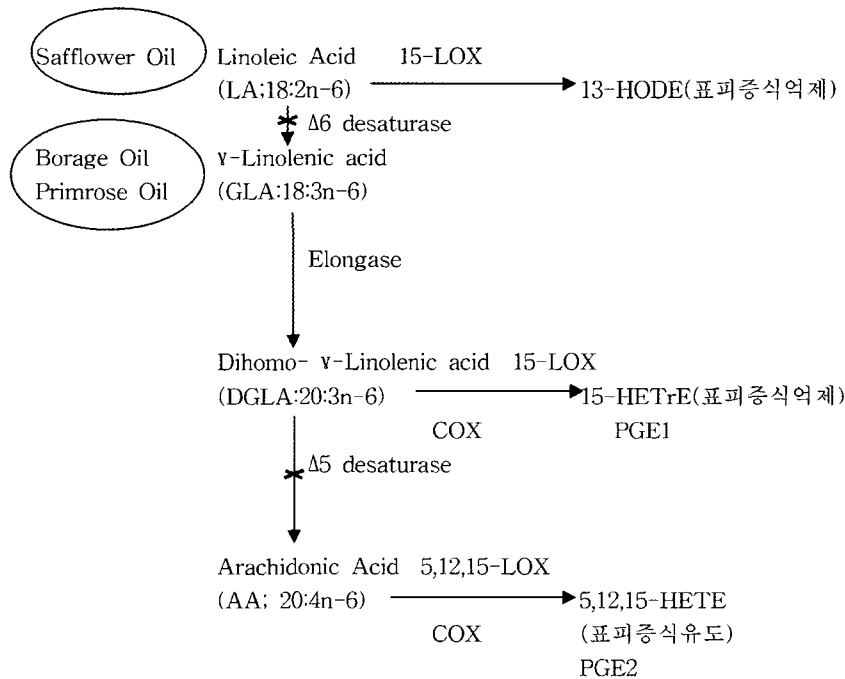 Safflower Oil Linoleic Acid 15-LOX
(LA;18:2n-6) 13-HODE(표피증식억제)
Δ6 desaturase
Borage Oil γ-Linolenic acid
Primrose Oil (GLA:18:3n-6)
Elongase
Dihomo- γ-Linolenic acid 15-LOX
(DGLA:20:3n-6) 15-HETrE(표피증식억제)
COX PGE1
Δ5 desaturase
Arachidonic Acid 5,12,15-LOX
(AA; 20:4n-6) 5,12,15-HETE
COX (표피증식유도)
PGE2